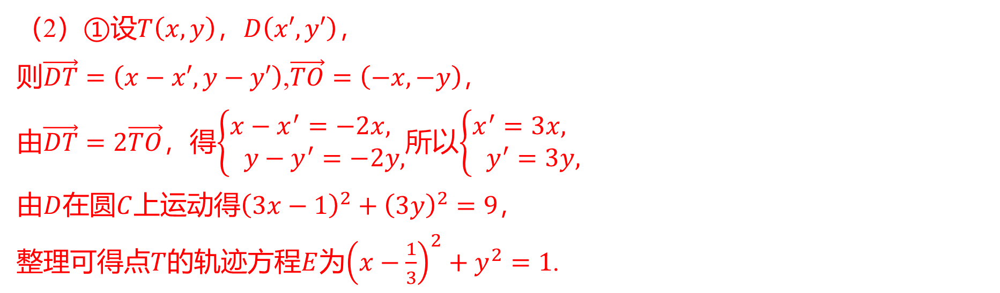 （2）①设$T(x,y)$，$D(x',y')$，
则$\overrightarrow{DT}=(x-x',y-y')$,$\overrightarrow{TO}=(-x,-y)$，
由$\overrightarrow{DT}=2\overrightarrow{TO}$，得$\begin{cases}x-x'=-2x,\\y-y'=-2y,\end{cases}$所以$\begin{cases}x'=3x,\\y'=3y,\end{cases}$
由$D$在圆$C$上运动得$(3x-1)^2+(3y)^2=9$，
整理可得点$T$的轨迹方程$E$为$\left(x-\frac{1}{3}\right)^2+y^2=1.$